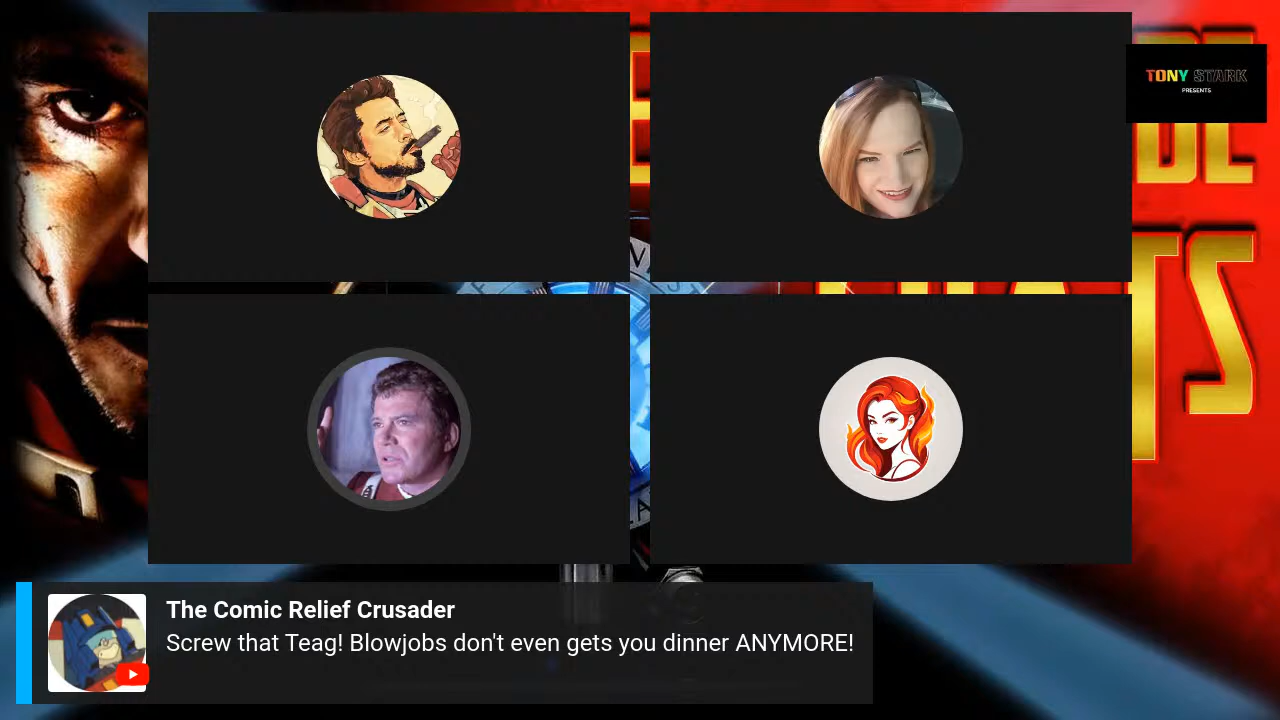 TONY STARK
PRESENTS
The Comic Relief Crusader
Screw that Teag! Blowjobs don't even gets you dinner ANYMORE!